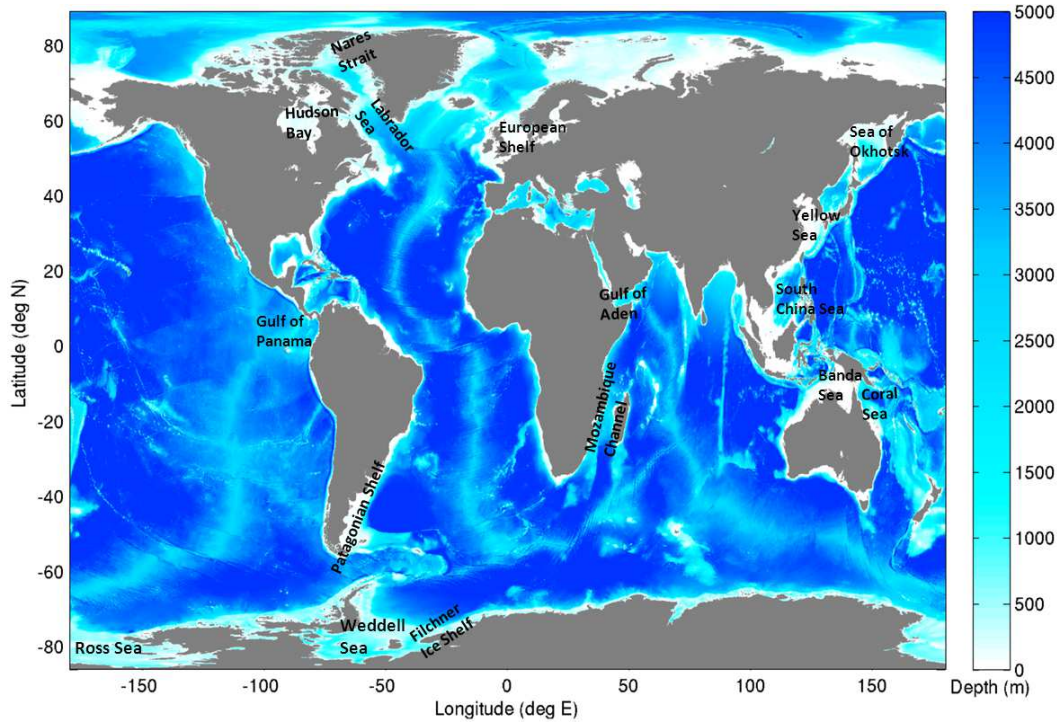 Nares
Strait
Hudson
Bay
Labrador
Sea
European
Shelf
Sea of
Okhotsk
Yellow
Sea
Gulf of
Aden
South
China Sea
Gulf of
Panama
Banda
Sea
Coral
Sea
Mozambique
Channel
Patagonian Shelf
Weddell
Sea
Filchner
Ice Shelf
Ross Sea
80
60
40
20
0
-20
-40
-60
-80
Latitude (deg N)
-150
-100
-50
0
50
100
150
Longitude (deg E)
5000
4500
4000
3500
3000
2500
2000
1500
1000
500
0
Depth (m)